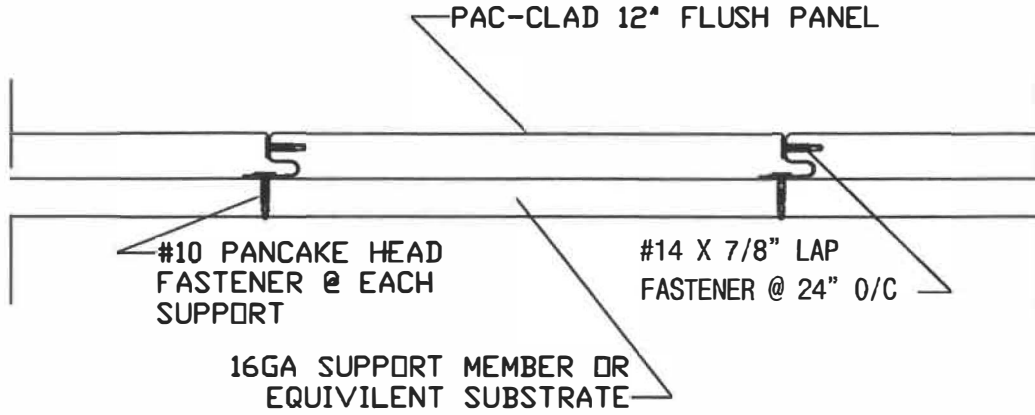 PAC-CLAD 12" FLUSH PANEL
#10 PANCAKE HEAD
FASTENER @ EACH
SUPPORT
#14 X 7/8" LAP
FASTENER @ 24" O/C
16GA SUPPORT MEMBER OR
EQUIVILENT SUBSTRATE